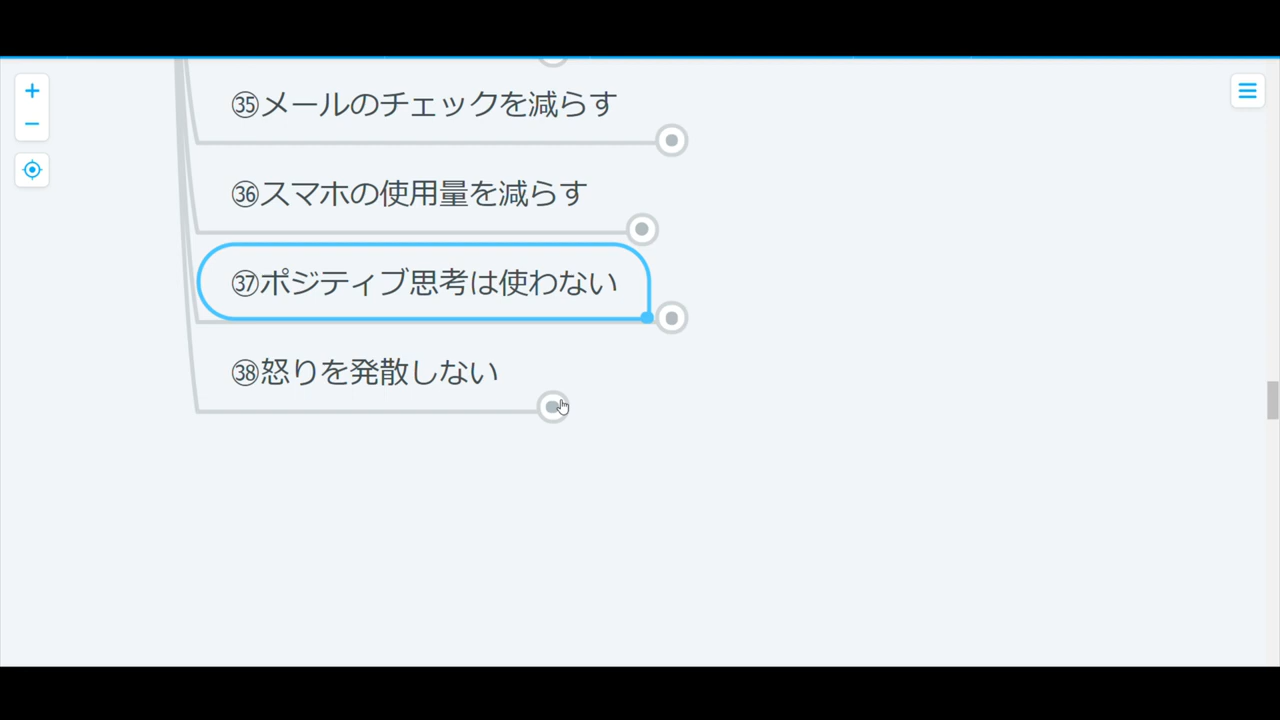 ㉟メールのチェックを減らす
㊱スマホの使用量を減らす
㊲ポジティブ思考は使わない
㊳怒りを発散しない